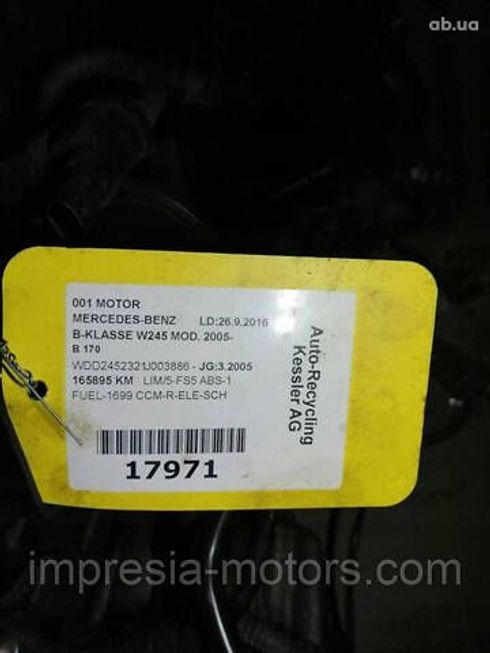 ab.ua
001 MOTOR
MERCEDES-BENZ LD:26.9.2016
B-KLASSE W245 MOD. 2005-
B 170
WDD2452321J003886 - JG:3.2005
165895 KM LIM/5-FS5 ABS-1
FUEL-1699 CCM-R-ELE-SCH
17971
Auto-Recycling
Kessler AG
impresia-motors.com.ua